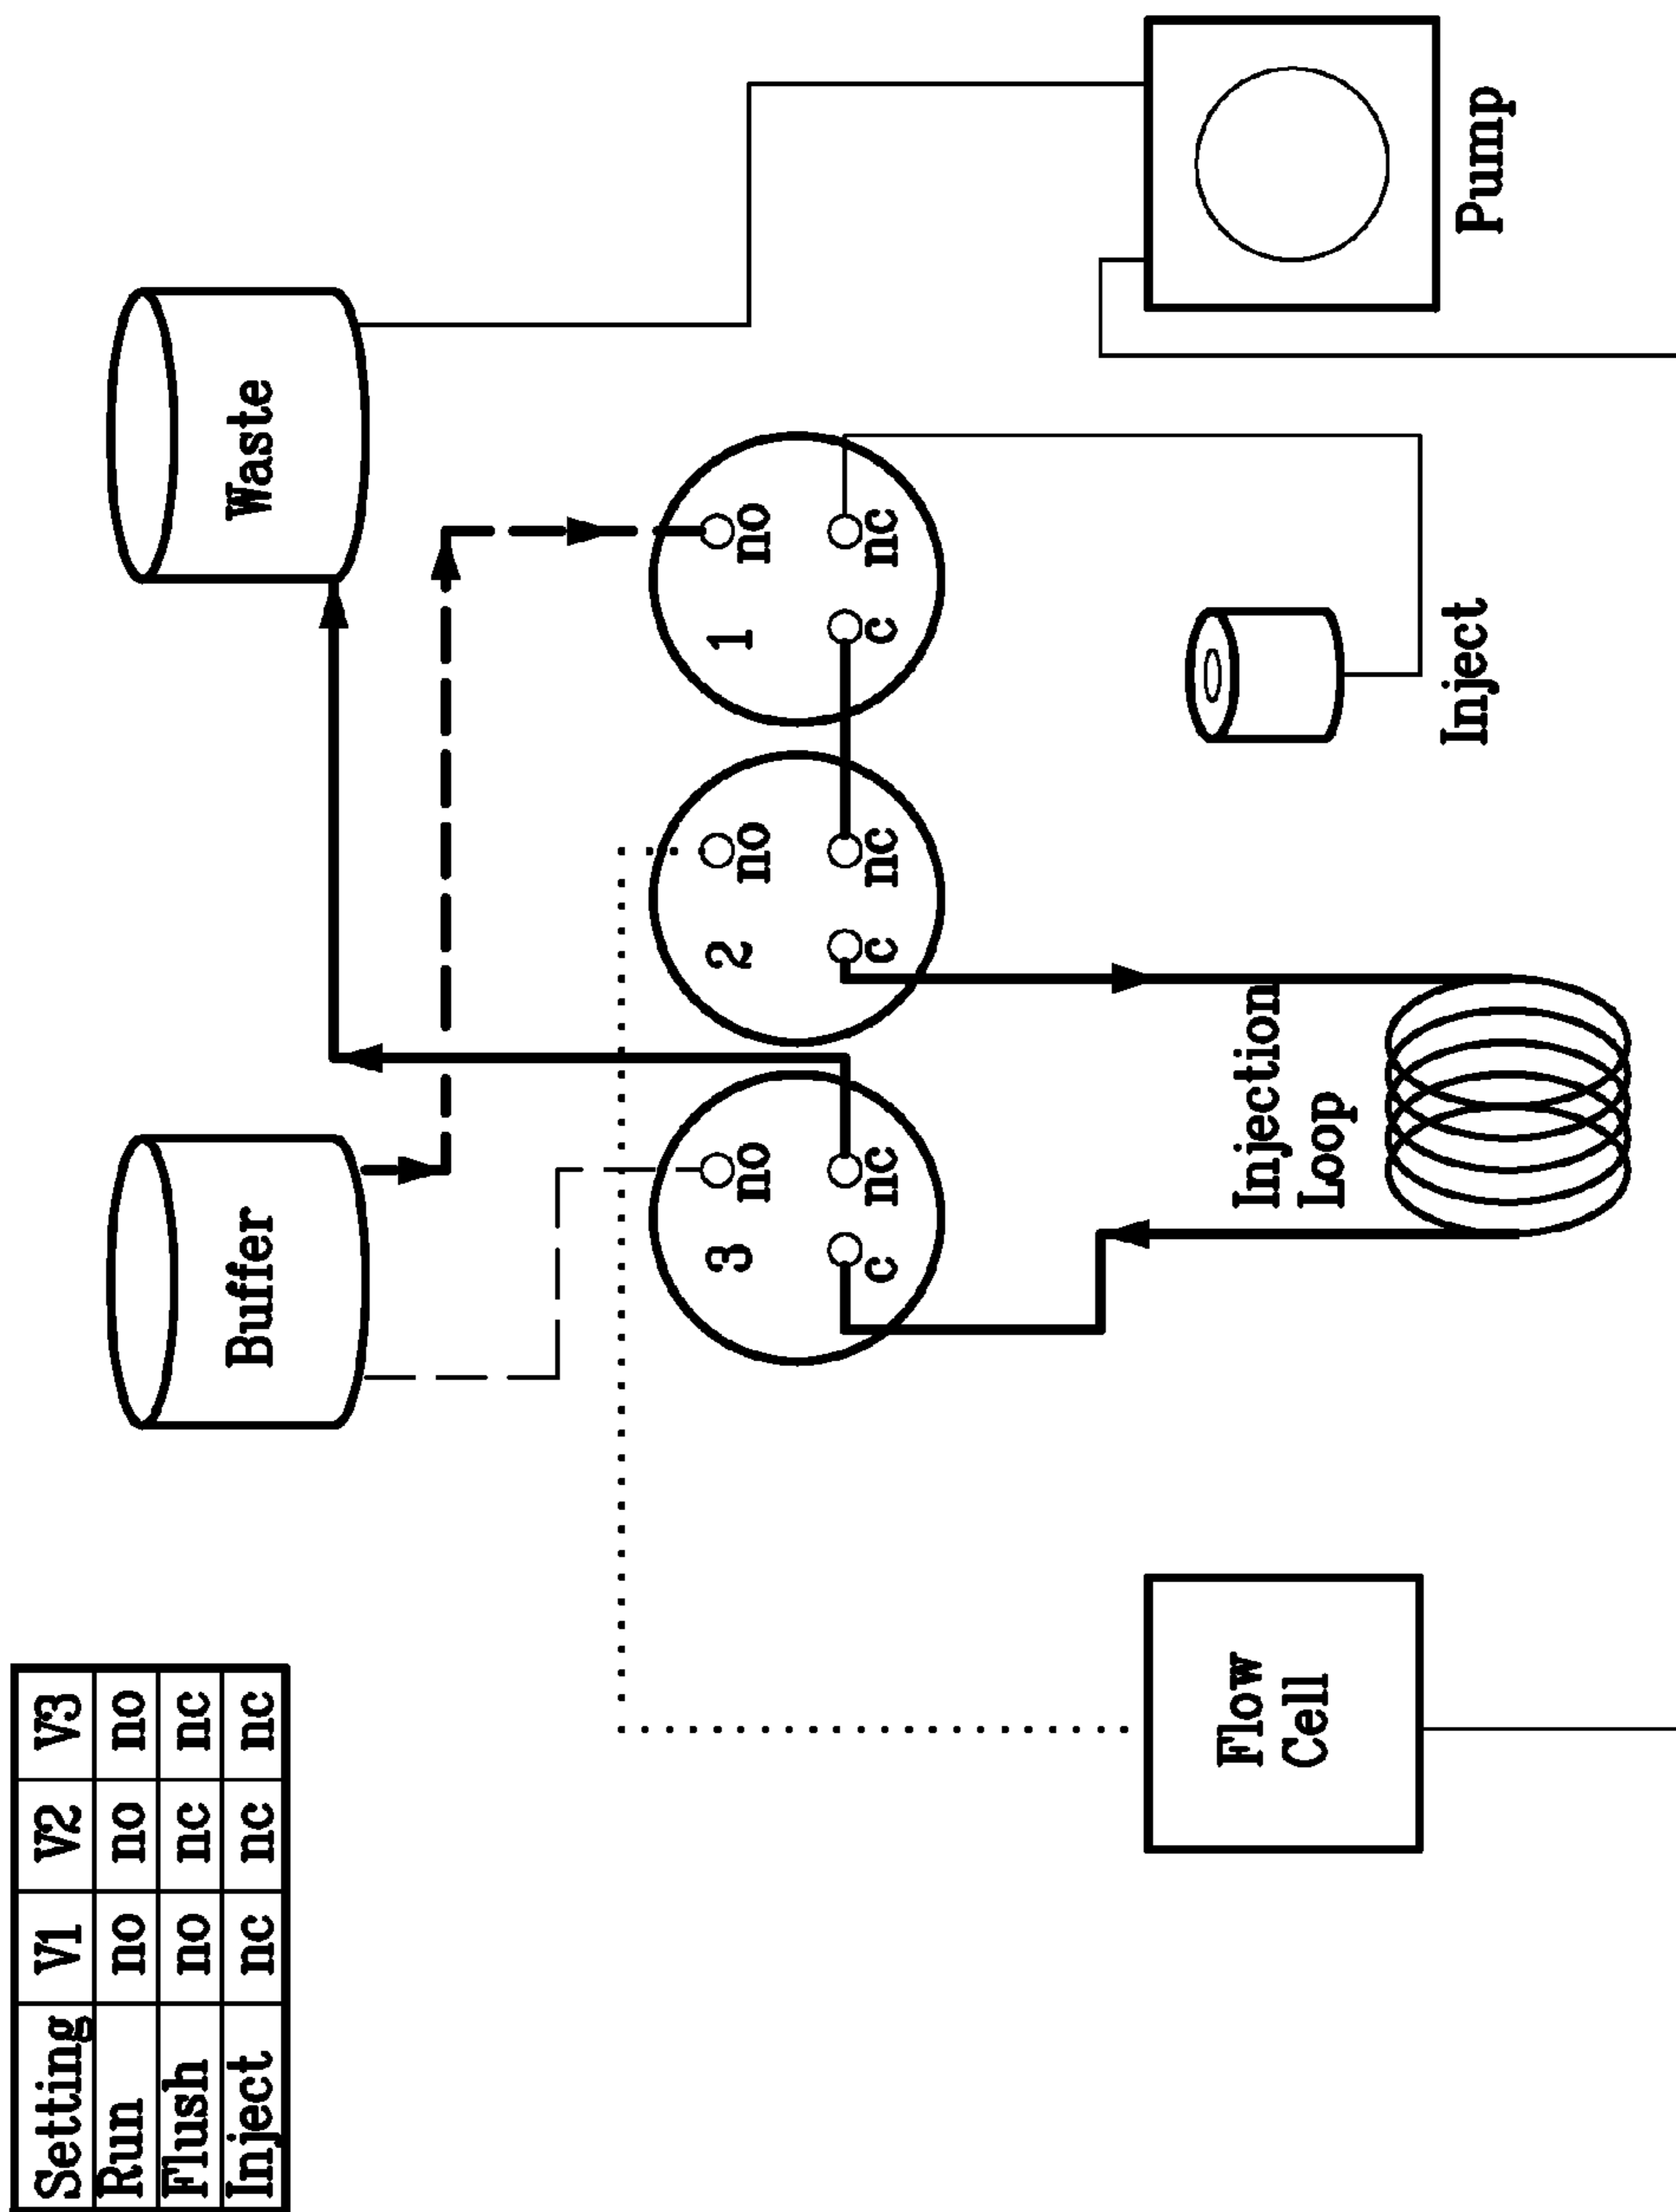 Setting V1 V2 V3
Run no no no
Flush no nc nc
Inject nc nc nc
Buffer
Waste
3
no
c
nc
2
no
c
nc
1
no
c
nc
Flow
Cell
Injection
Loop
Inject
Pump